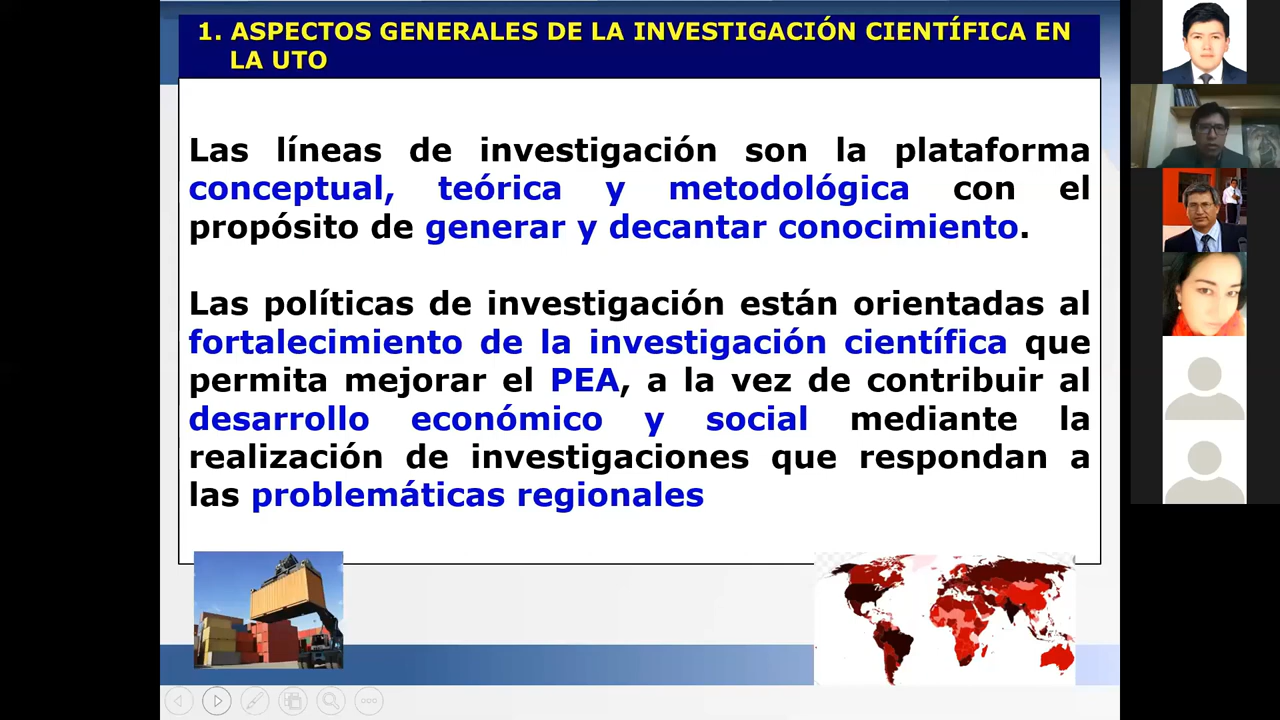 1. ASPECTOS GENERALES DE LA INVESTIGACIÓN CIENTÍFICA EN
LA UTO
Las líneas de investigación son la plataforma
conceptual, teórica y metodológica con el
propósito de generar y decantar conocimiento.
Las políticas de investigación están orientadas al
fortalecimiento de la investigación científica que
permita mejorar el PEA, a la vez de contribuir al
desarrollo económico y social mediante la
realización de investigaciones que respondan a
las problemáticas regionales